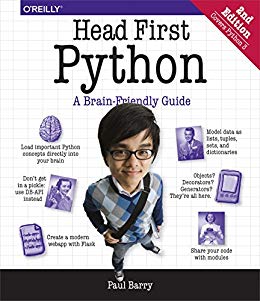 O'REILLY®
Head First
Python
2nd Edition
Covers Python 3
A Brain-Friendly Guide
Load important Python
concepts directly into your
brain
Model data as
lists, tuples,
sets, and
dictionaries
Don't get
in a pickle:
use DB-API
instead
Objects?
Decorators?
Generators?
They're all here.
Create a modern
webapp with Flask
Share your
code with modules
Paul Barry